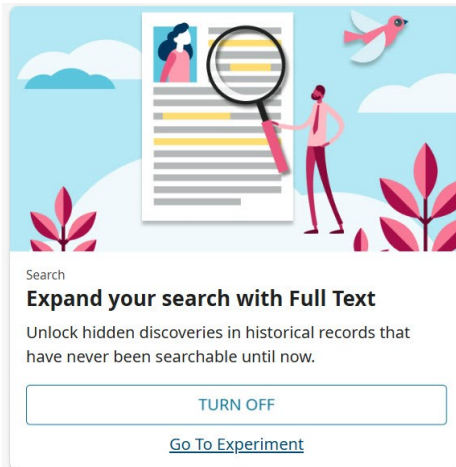 Search
Expand your search with Full Text
Unlock hidden discoveries in historical records that
have never been searchable until now.
TURN OFF
Go To Experiment